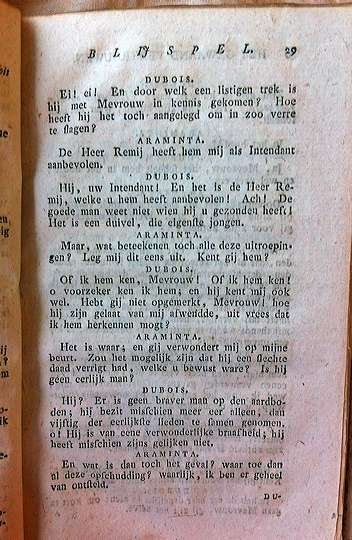 BLIJSPEL. 29
DUBOIS.
Ei! ei! En door welk een listigen trek is
hij met Mevrouw in kennis gekomen? Hoe
heeft hij het toch aangelegd om in zoo verre
te slagen?
ARAMINTA.
De Heer Remij heeft hem mij als Intendant
aanbevolen.
DUBOIS.
Hij, uw Intendant! En het is de Heer Re-
mij, welke u hem heeft aanbevolen! Ach! De
goede man weet niet wien hij u gezonden heeft!
Het is een duivel, die eigenste jongen.
ARAMINTA.
Maar, wat beteekenen toch alle deze uitroepin-
gen? Leg mij dit eens uit. Kent gij hem?
DUBOIS.
Of ik hem ken, Mevrouw! Of ik hem ken!
o voorzeker ken ik hem; en hij kent mij ook
wel. Hebt gij niet opgemerkt, Mevrouw! hoe
hij zijn gelaat van mij afwendde, uit vrees dat
ik hem herkennen mogt?
ARAMINTA.
Het is waar; en gij verwondert mij op mijne
beurt. Zou het mogelijk zijn dat hij een slechte
daad verrigt had, welke u bewust ware? Is hij
geen eerlijk man?
DUBOIS.
Hij? Er is geen braver man op den aardbo-
dem; hij bezit misschien meer eer alleen, dan
vijftig der eerlijkste lieden te samen genomen.
o! Hij is van eene verwonderlijke braafheid; hij
heeft misschien zijns gelijken niet.
ARAMINTA.
En wat is dan toch het geval? waar toe dan
al deze opschudding? waarlijk, ik ben er geheel
van ontsteld.
DU-